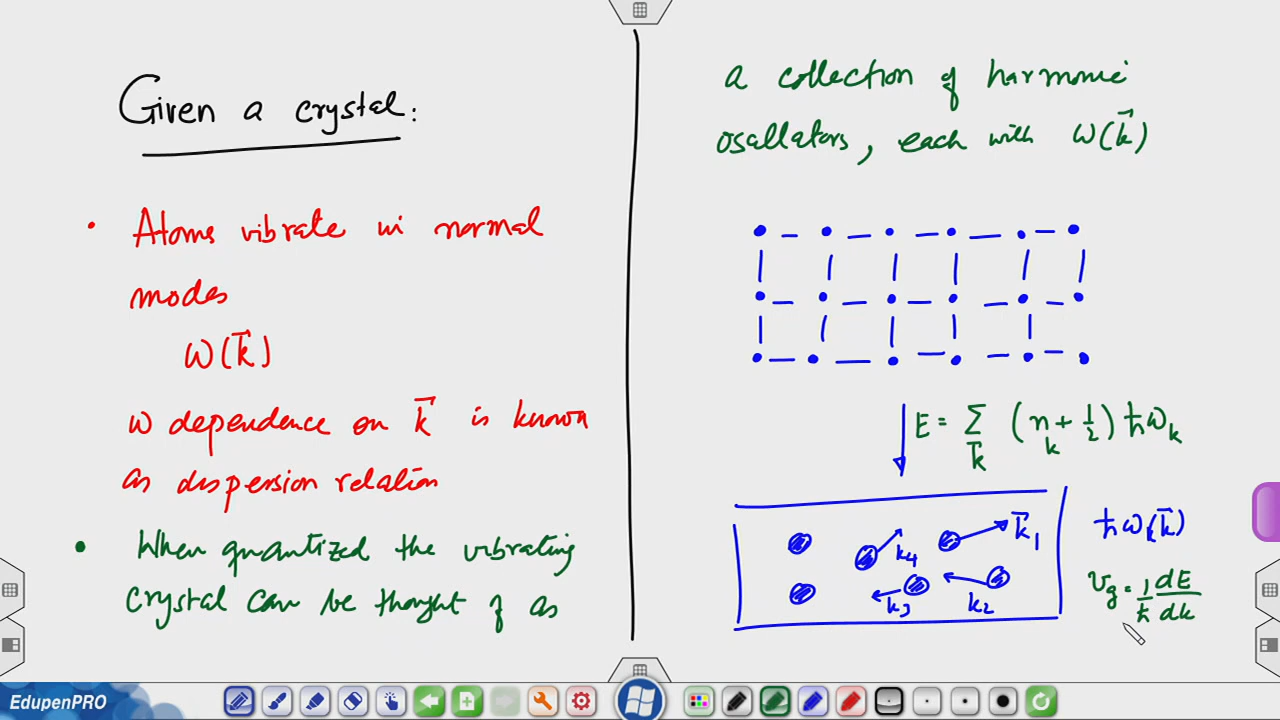 Given a crystal:
• Atoms vibrate in normal
modes
ω(k⃗)
ω dependence on k⃗ is known
as dispersion relation
• When quantized the vibrating
crystal can be thought of as
a collection of harmonic
osallators, each with ω(k⃗)
E = Σ_k⃗ (n_k + 1/2) ħω_k
k⃗₁
k₄
k₃
k₂
ħω(k⃗)
v_g = 1/ħ dE/dk
EdupenPRO